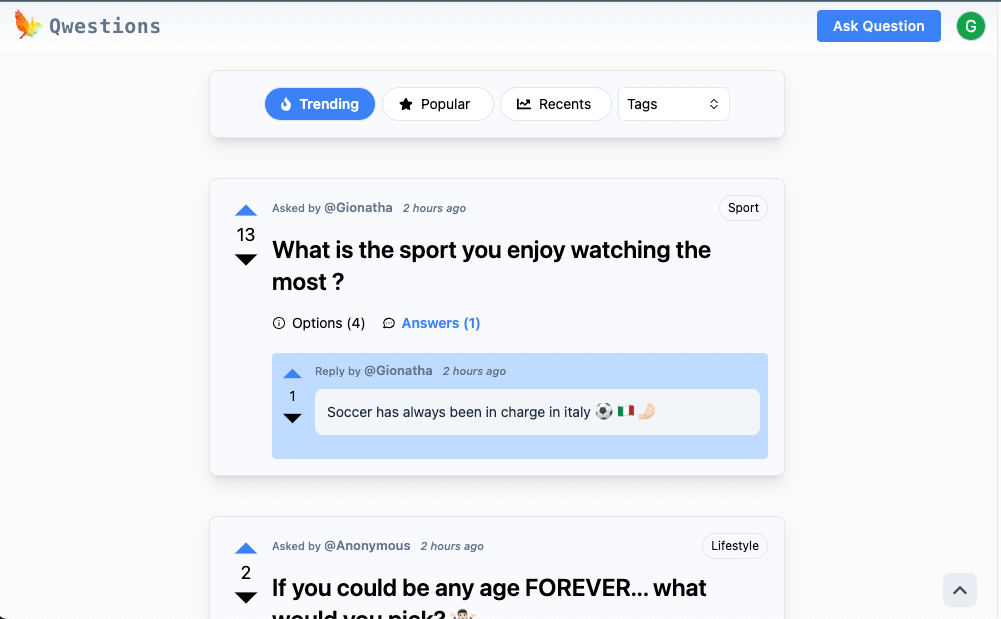 Qwestions
Ask Question
G
Trending
Popular
Recents
Tags
Asked by @Gionatha 2 hours ago
Sport
13
What is the sport you enjoy watching the
most ?
Options (4)
Answers (1)
Reply by @Gionatha 2 hours ago
1
Soccer has always been in charge in italy ⚽ 🇮🇹 🤌🏻
Asked by @Anonymous 2 hours ago
Lifestyle
2
If you could be any age FOREVER... what
would you pick?